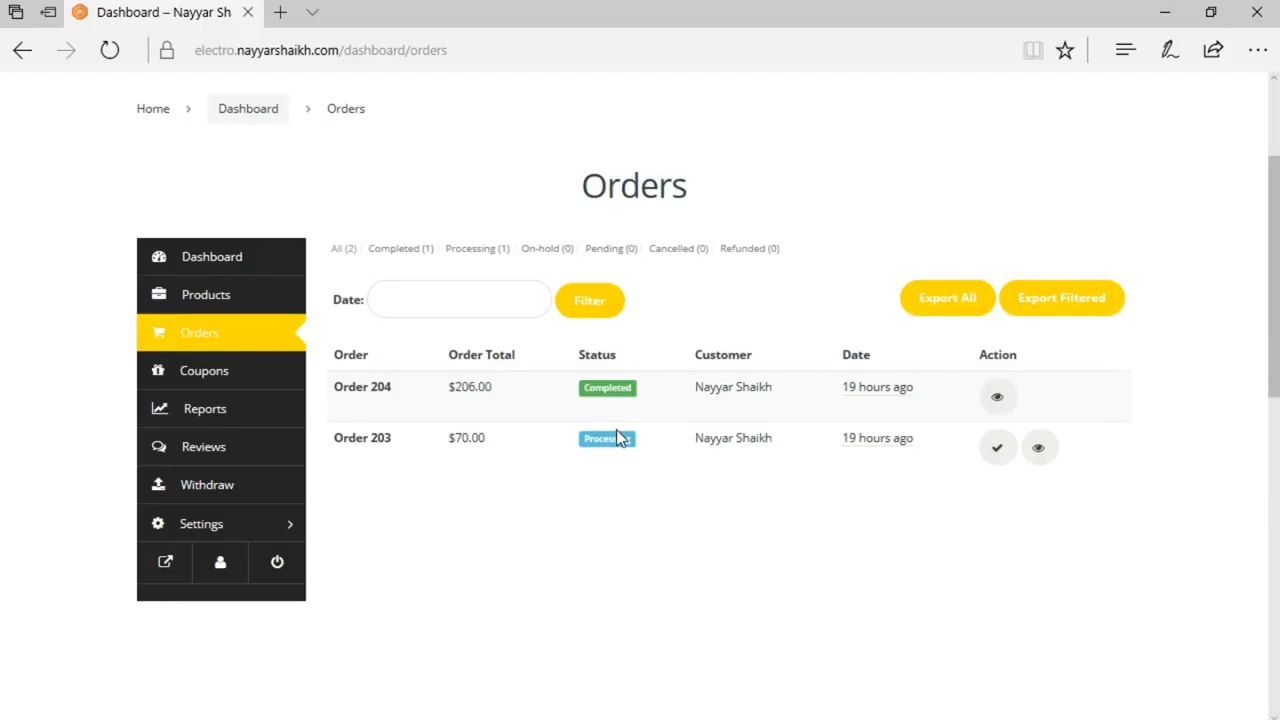 Dashboard – Nayyar Sh
electro.nayyarshaikh.com/dashboard/orders
Home > Dashboard > Orders
Orders
Dashboard
Products
Orders
Coupons
Reports
Reviews
Withdraw
Settings
All (2) Completed (1) Processing (1) On-hold (0) Pending (0) Cancelled (0) Refunded (0)
Date: Filter Export All Export Filtered
Order Order Total Status Customer Date Action
Order 204 $206.00 Completed Nayyar Shaikh 19 hours ago
Order 203 $70.00 Nayyar Shaikh 19 hours ago